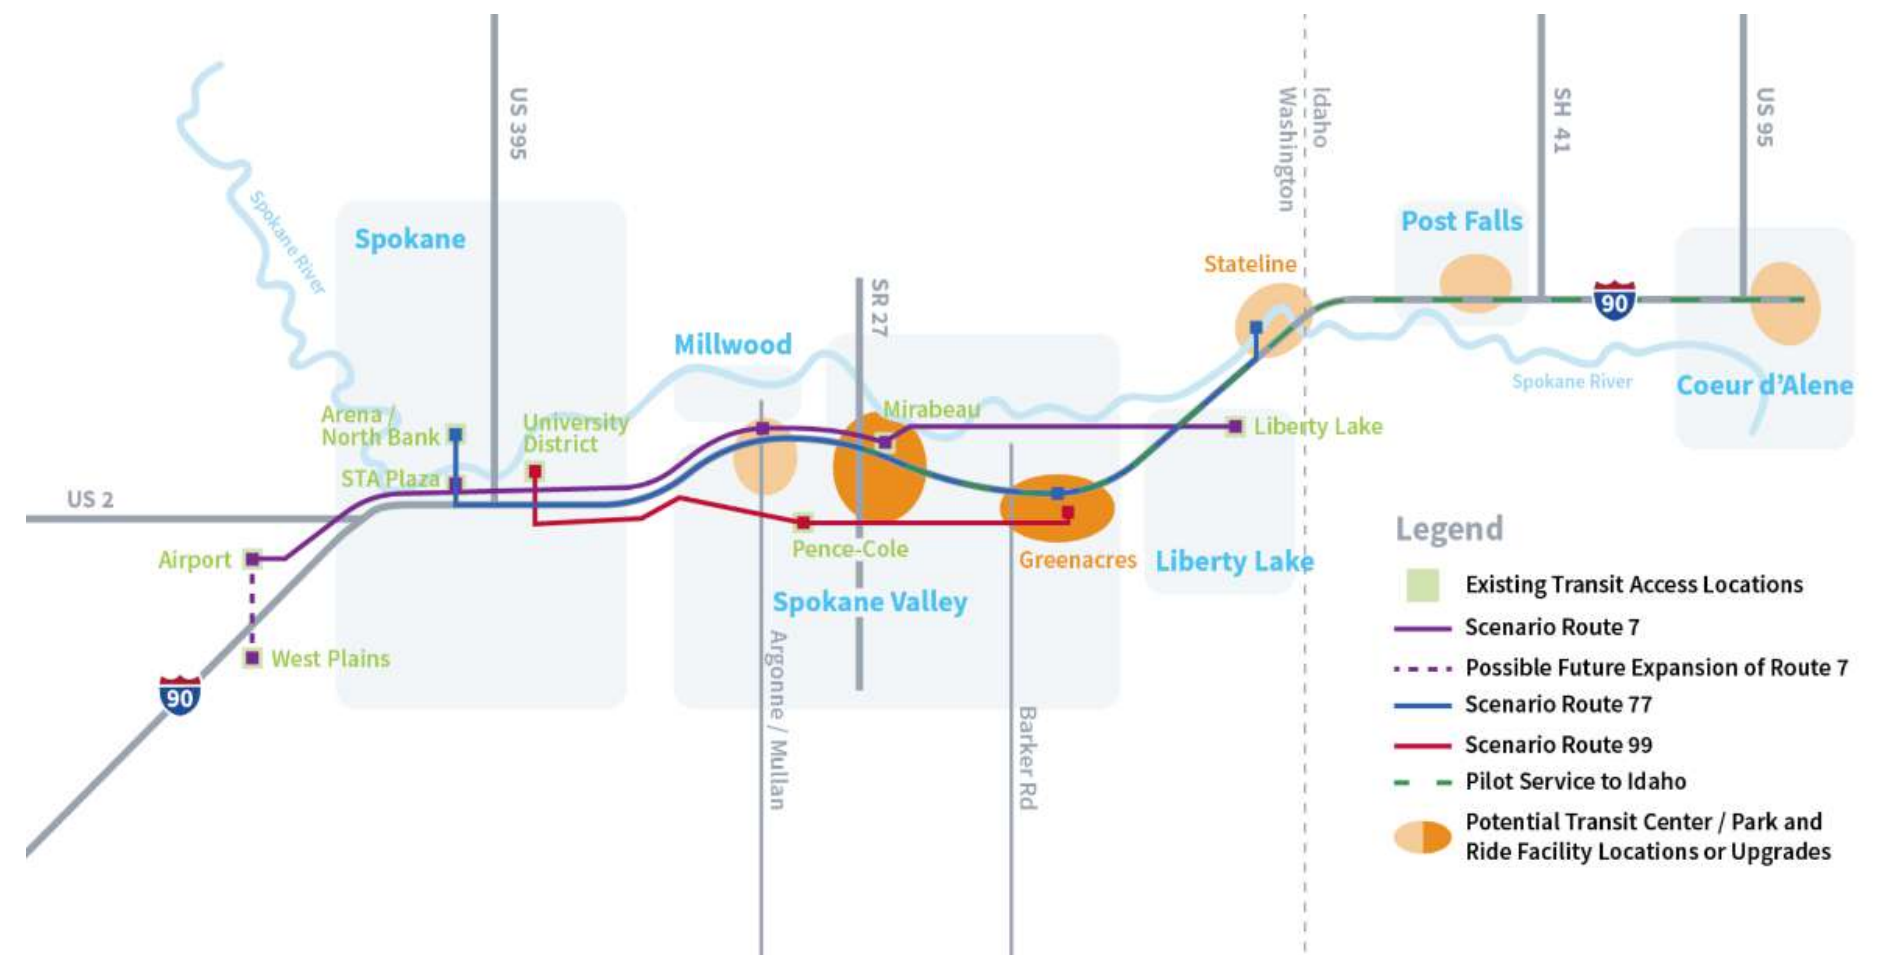 US 395
Idaho
Washington
SH 41
US 95
Spokane River
Spokane
Post Falls
Stateline
SR 27
90
Millwood
Spokane River
Coeur d'Alene
Arena /
North Bank
University
District
Mirabeau
Liberty Lake
STA Plaza
US 2
Airport
Pence-Cole
Greenacres
Liberty Lake
Spokane Valley
West Plains
90
Argonne / Mullan
Barker Rd
Legend
Existing Transit Access Locations
Scenario Route 7
Possible Future Expansion of Route 7
Scenario Route 77
Scenario Route 99
Pilot Service to Idaho
Potential Transit Center / Park and
Ride Facility Locations or Upgrades